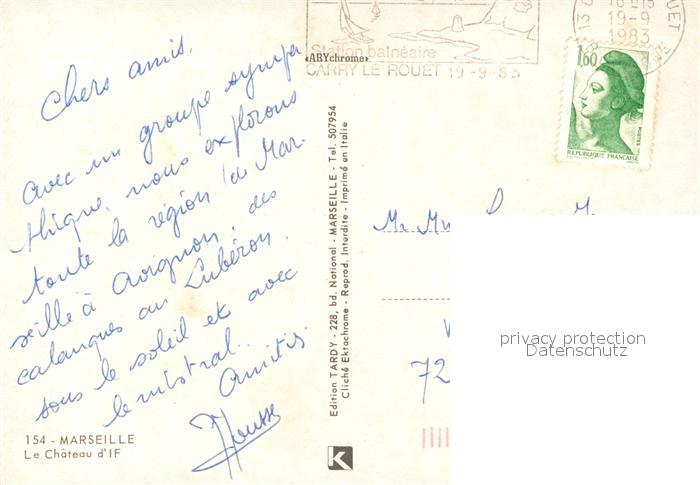 Chers amis,
avec un groupe sympa
thique, nous explorons
toute la région (de Mar.
seille à Avignon, des
calanques au Lubéron.
sous le soleil et avec
le mistral..
Amitiés
154 - MARSEILLE
Le Château d'IF
Edition TARDY - 228, bd. National - MARSEILLE - Tel. 507954
Cliché Ektachrome - Reprod. Interdite - Imprimé en Italie
K
Station balnéaire
«ARYchrome»
CARRY LE ROUET 19-9-83
19-9
1983
1,60
POSTES
REPUBLIQUE FRANÇAISE
72
privacy protection
Datenschutz